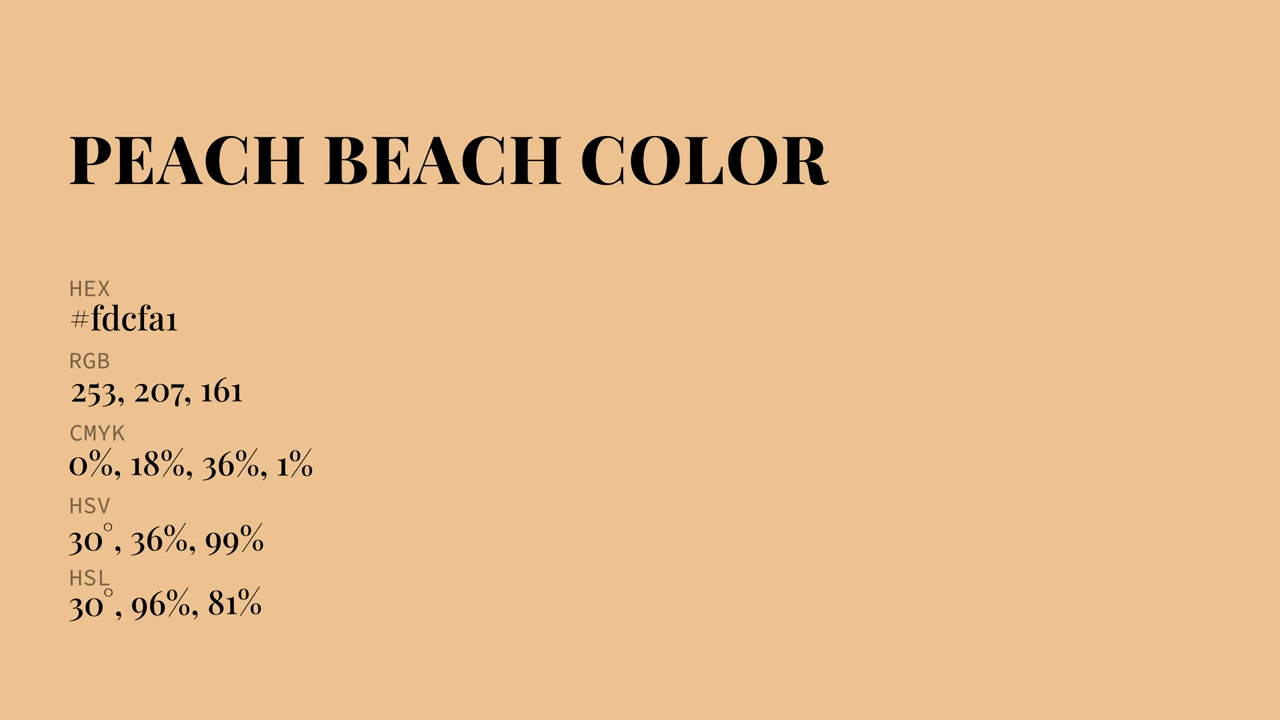 PEACH BEACH COLOR
HEX
#fdcfa1
RGB
253, 207, 161
CMYK
0%, 18%, 36%, 1%
HSV
30°, 36%, 99%
HSL
30°, 96%, 81%